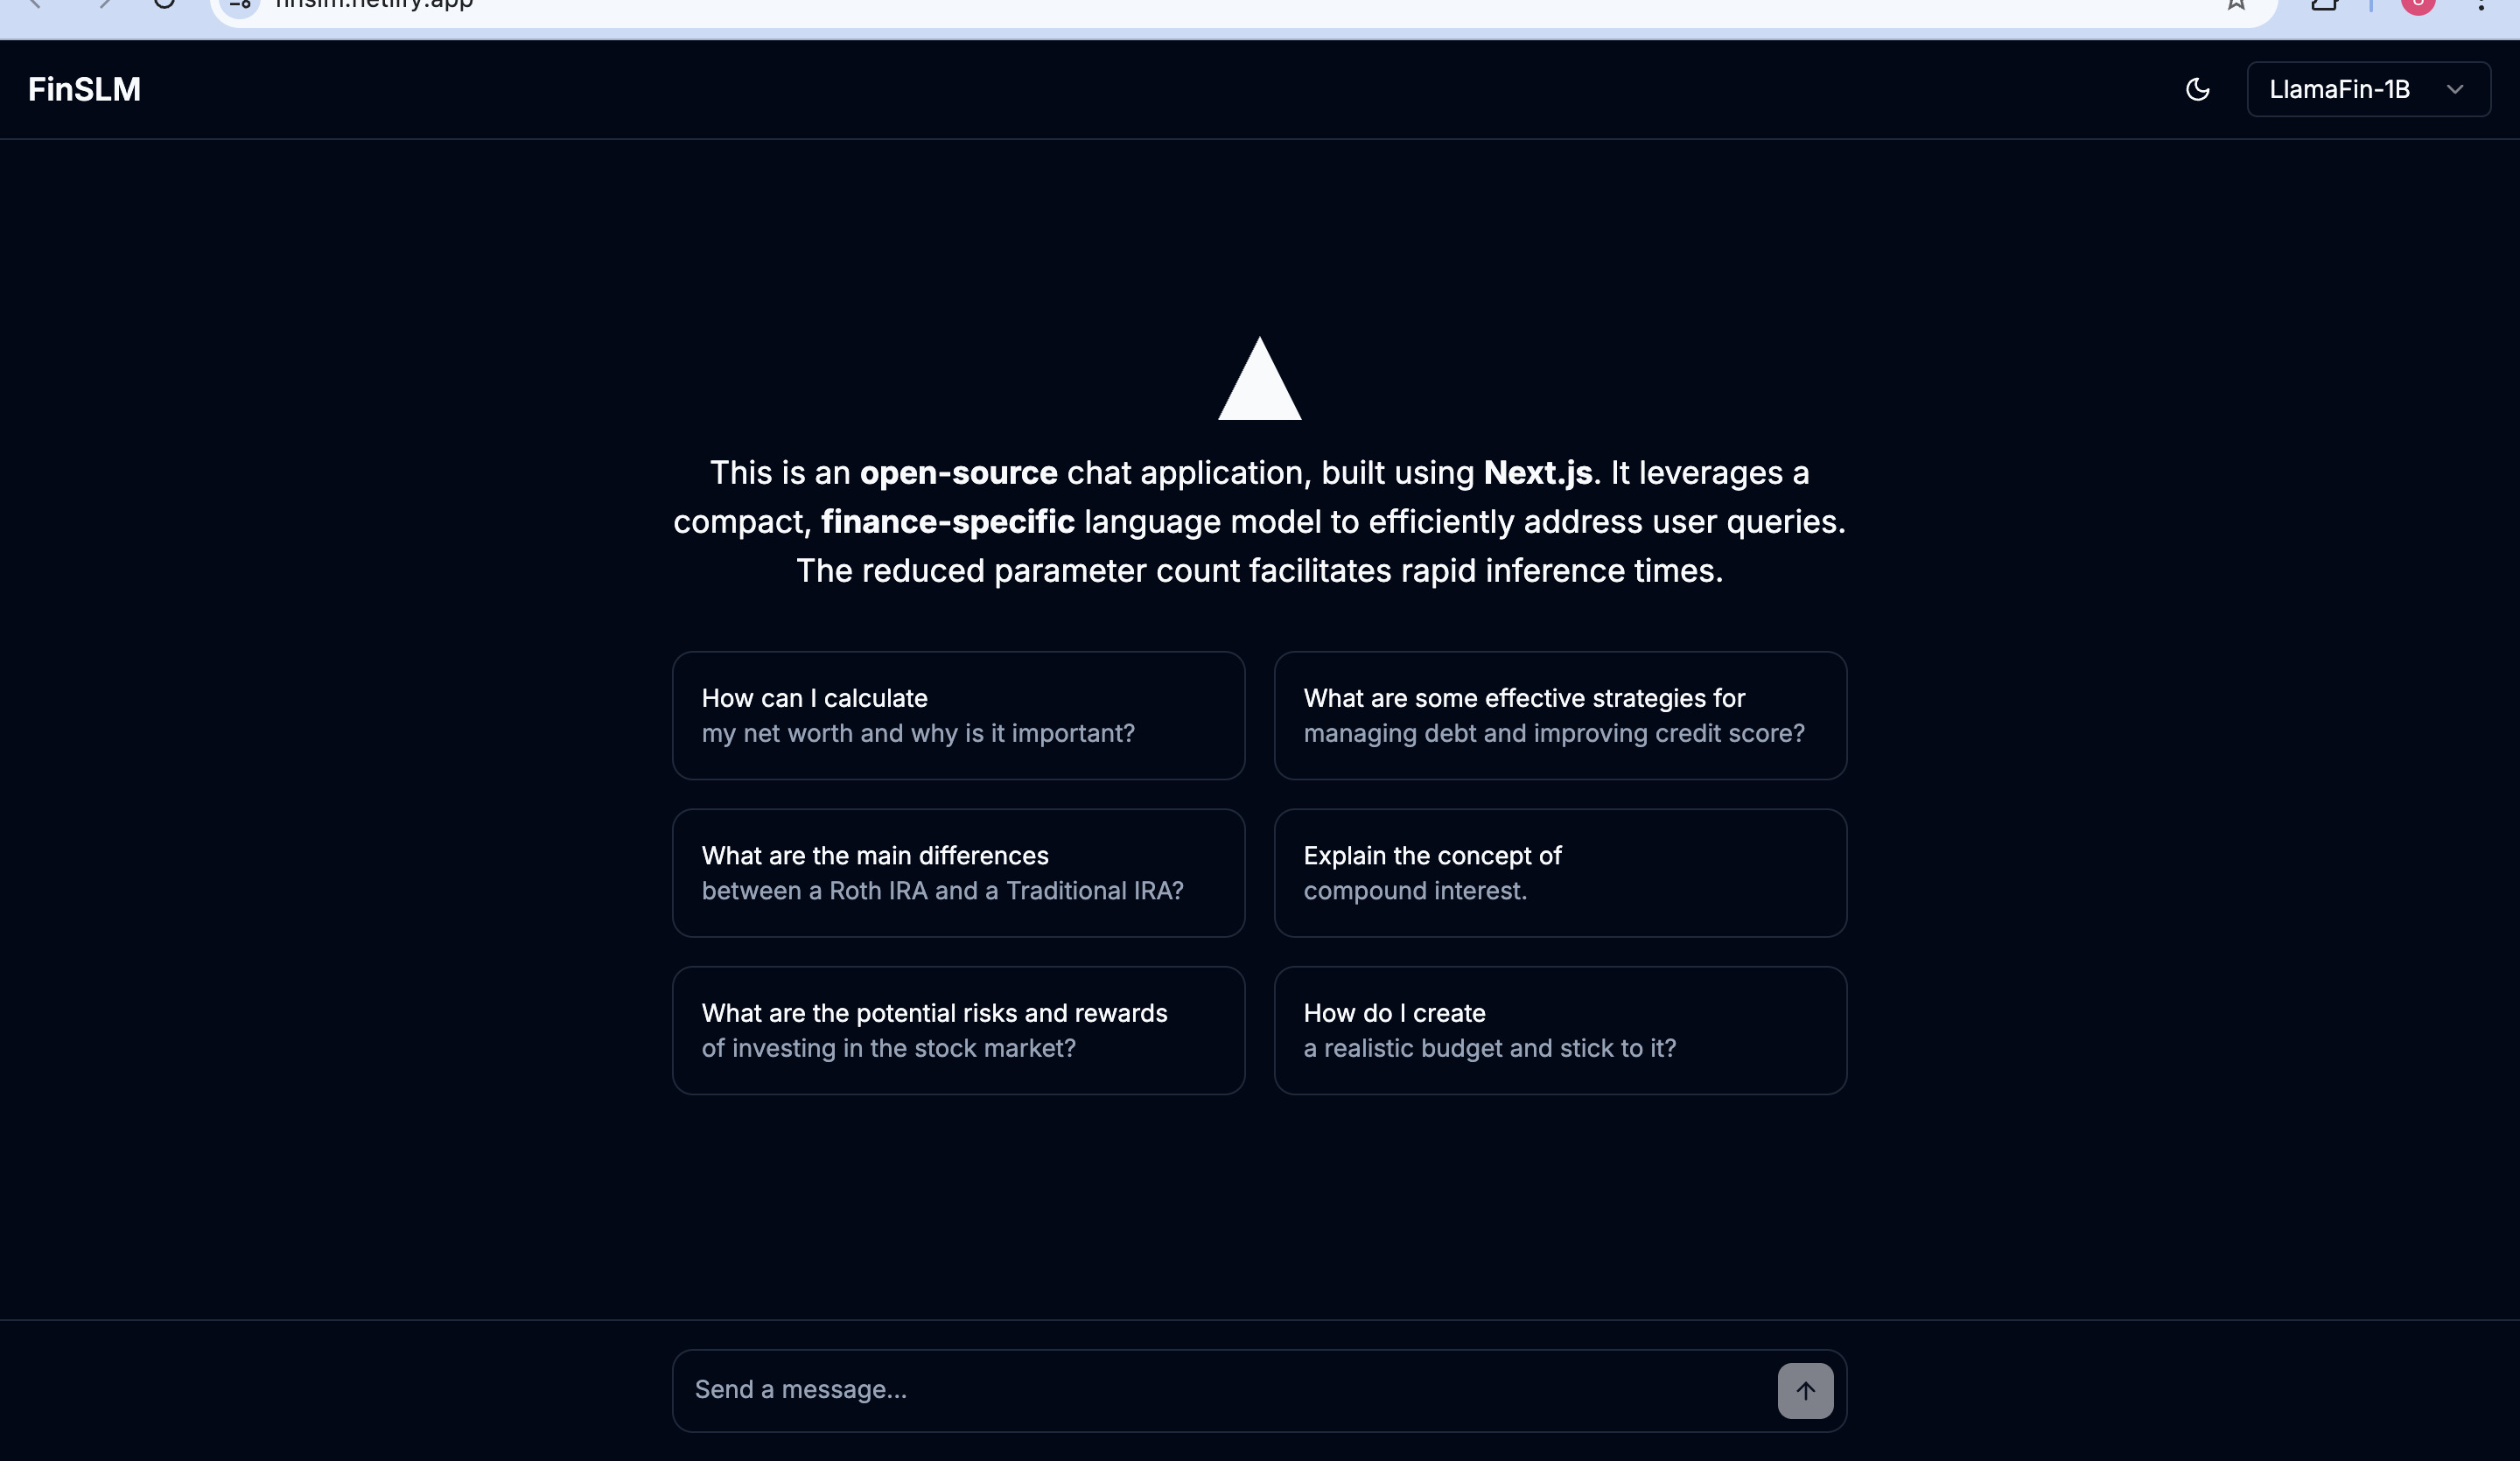 finslm.netlify.app
FinSLM
LlamaFin-1B
This is an open-source chat application, built using Next.js. It leverages a
compact, finance-specific language model to efficiently address user queries.
The reduced parameter count facilitates rapid inference times.
How can I calculate
my net worth and why is it important?
What are some effective strategies for
managing debt and improving credit score?
What are the main differences
between a Roth IRA and a Traditional IRA?
Explain the concept of
compound interest.
What are the potential risks and rewards
of investing in the stock market?
How do I create
a realistic budget and stick to it?
Send a message...